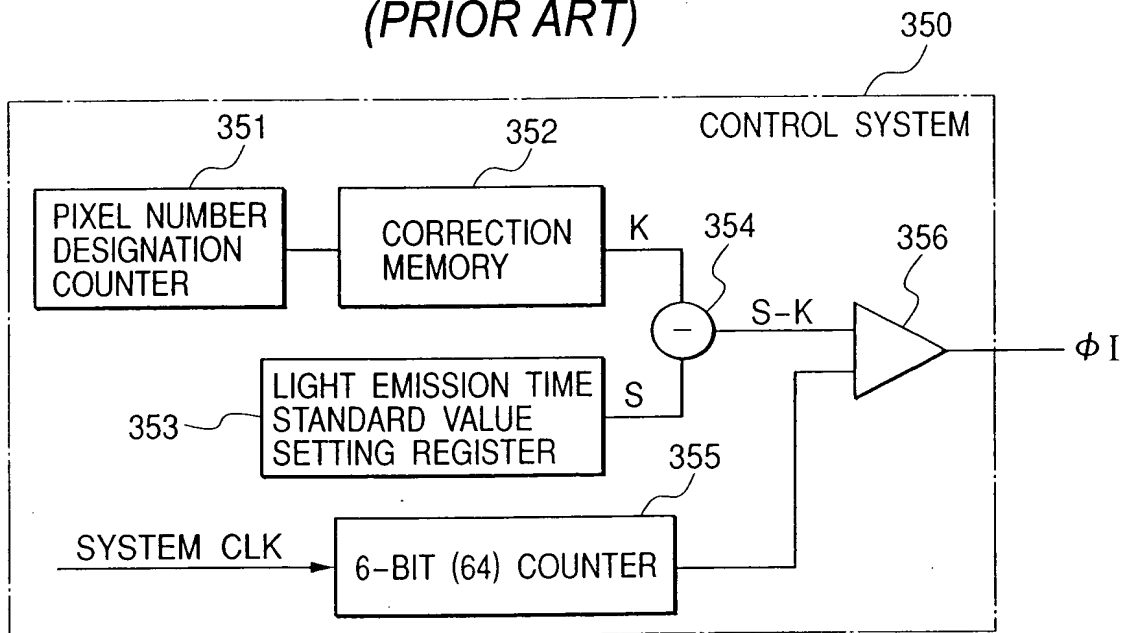 (PRIOR ART)
350
CONTROL SYSTEM
351
352
PIXEL NUMBER
DESIGNATION
COUNTER
CORRECTION
MEMORY
K
354
356
S-K
ϕI
353
LIGHT EMISSION TIME
STANDARD VALUE
SETTING REGISTER
S
355
SYSTEM CLK
6-BIT (64) COUNTER